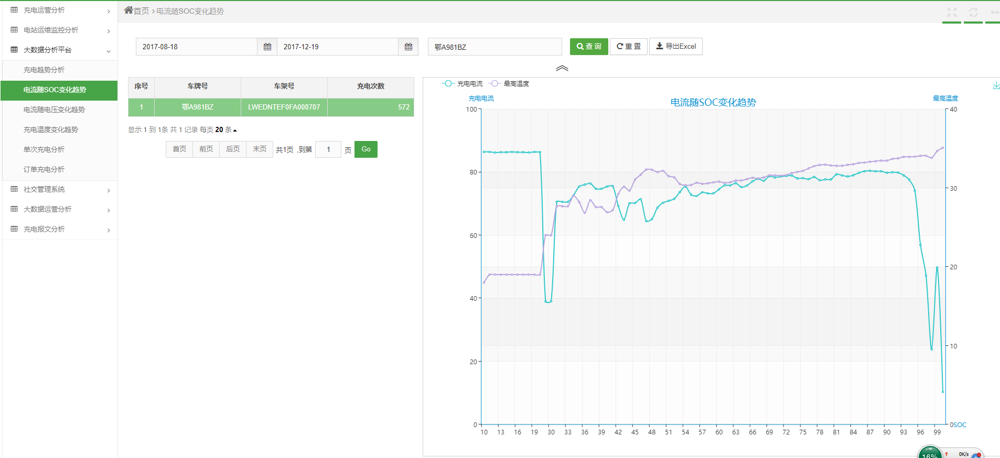 充电运营分析
电站运维监控分析
大数据分析平台
充电趋势分析
电流随SOC变化趋势
电流随电压变化趋势
充电温度变化趋势
单次充电分析
订单充电分析
社交管理系统
大数据运营分析
充电报文分析
首页 > 电流随SOC变化趋势
2017-08-18 2017-12-19 鄂A981BZ 查 询 重 置 导出Excel
序号 车牌号 车架号 充电次数
1 鄂A981BZ LWEDNTEF0FA000707 572
显示 1 到 1条 共 1 记录 每页 20 条
首页 前页 后页 末页 共1页 ,到第 1 页 Go
充电电流 最高温度
充电电流 最高温度
电流随SOC变化趋势
100 40
80
30
60
20
40
10
20
0 0 SOC
10 13 16 19 30 33 36 39 42 45 48 51 54 57 60 63 66 69 72 75 78 81 84 87 90 93 96 99
16% 0K/s